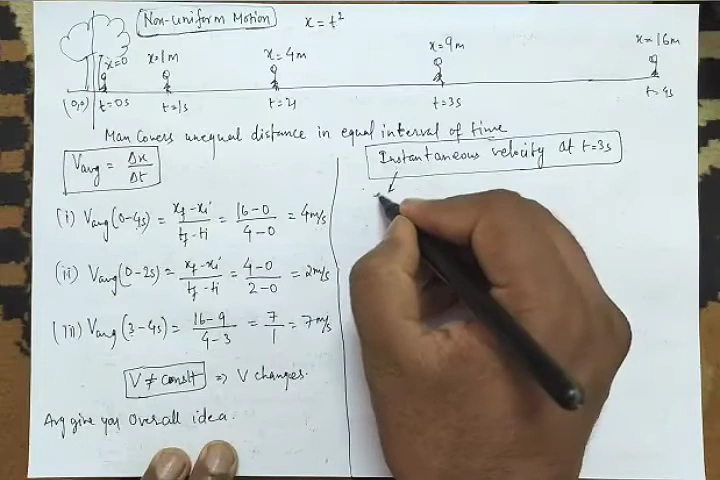 Non-uniform Motion x = t²
x=0 x=1m x=4m x=9m x=16m
(0,0) t=0s t=1s t=2s t=3s t=4s
Man Covers unequal distance in equal interval of time
Vavg = Δx/Δt
Instantaneous velocity at t=3s
(i) Vavg(0-4s) = xf-xi/tf-ti = 16-0/4-0 = 4m/s
(ii) Vavg(0-2s) = xf-xi/tf-ti = 4-0/2-0 = 2m/s
(iii) Vavg(3-4s) = 16-9/4-3 = 7/1 = 7m/s
V ≠ constt ⇒ V changes.
Avg give you overall idea.